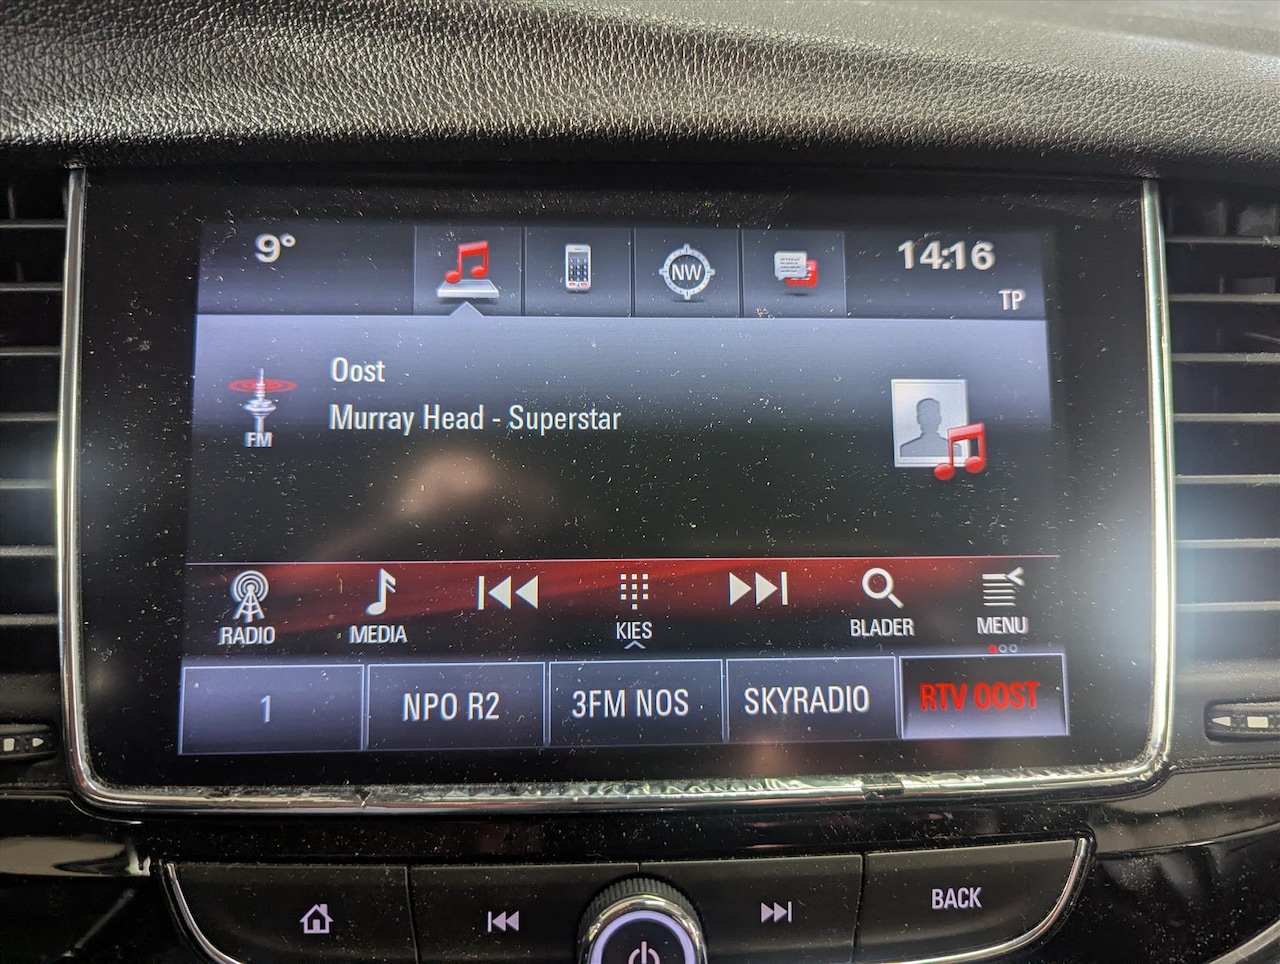 9°
NW
14:16
TP
Oost
Murray Head - Superstar
FM
RADIO
MEDIA
KIES
BLADER
MENU
1
NPO R2
3FM NOS
SKYRADIO
RTV OOST
BACK